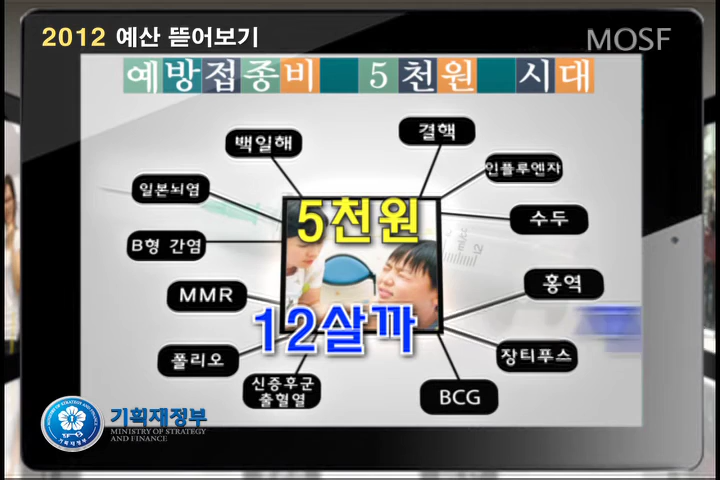 2012 예산 뜯어보기
MOSF
예방접종비 5천원 시대
백일해
결핵
일본뇌염
인플루엔쟈
B형 간염
수두
5천원
MMR
홍역
12살까
폴리오
장티푸스
신증후군
출혈열
BCG
기획재정부
MINISTRY OF STRATEGY
AND FINANCE